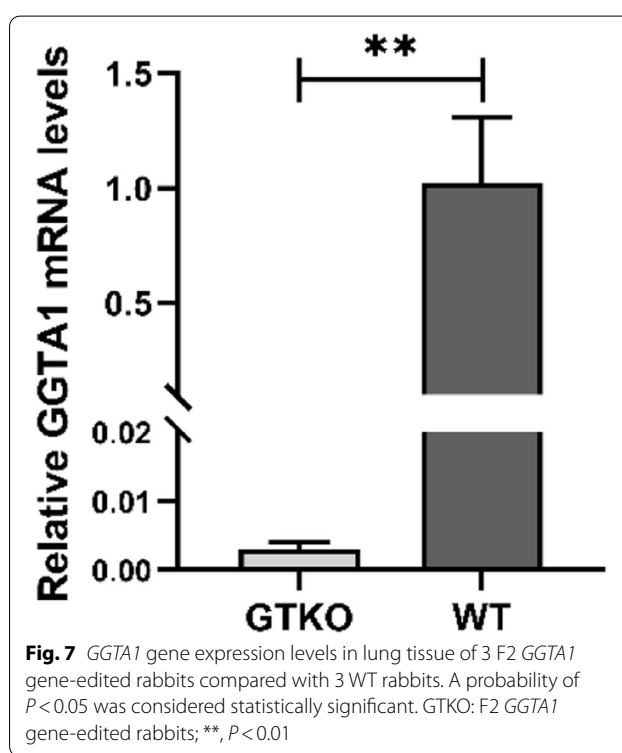 **
1.5
1.0
0.5
0.02
0.01
0.00
Relative GGTA1 mRNA levels
GTKO WT
Fig. 7 GGTA1 gene expression levels in lung tissue of 3 F2 GGTA1
gene-edited rabbits compared with 3 WT rabbits. A probability of
P < 0.05 was considered statistically significant. GTKO: F2 GGTA1
gene-edited rabbits; **, P < 0.01